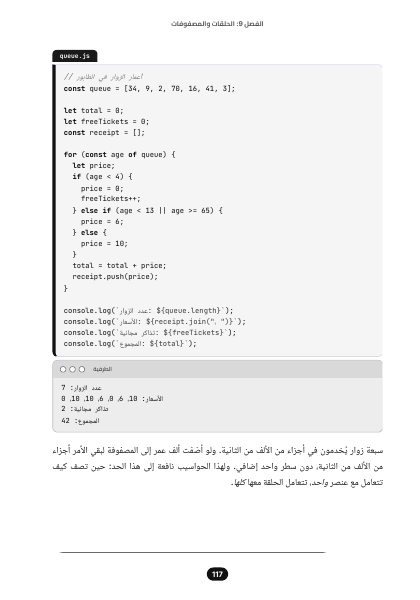 الفصل 9: الحلقات والمصفوفات
queue.js
// أعمار الزوار في الطابور
const queue = [34, 9, 2, 70, 16, 41, 3];
let total = 0;
let freeTickets = 0;
const receipt = [];
for (const age of queue) {
let price;
if (age < 4) {
price = 0;
freeTickets++;
} else if (age < 13 || age >= 65) {
price = 6;
} else {
price = 10;
}
total = total + price;
receipt.push(price);
}
console.log(`عدد الزوار: ${queue.length}`);
console.log(`الأسعار: ${receipt.join("، ")}`);
console.log(`تذاكر مجانية: ${freeTickets}`);
console.log(`المجموع: ${total}`);
الطرفية
عدد الزوار: 7
الأسعار: 10، 6، 0، 6، 10، 10، 0
تذاكر مجانية: 2
المجموع: 42
سبعة زوار يُخدمون في أجزاء من الألف من الثانية. ولو أضفت ألف عمر إلى المصفوفة لبقي الأمر أجزاء
من الألف من الثانية، دون سطر واحد إضافي. ولهذا الحواسيب نافعة إلى هذا الحد: حين تصف كيف
تتعامل مع عنصر واحد، تتعامل الحلقة معها كلها.
117